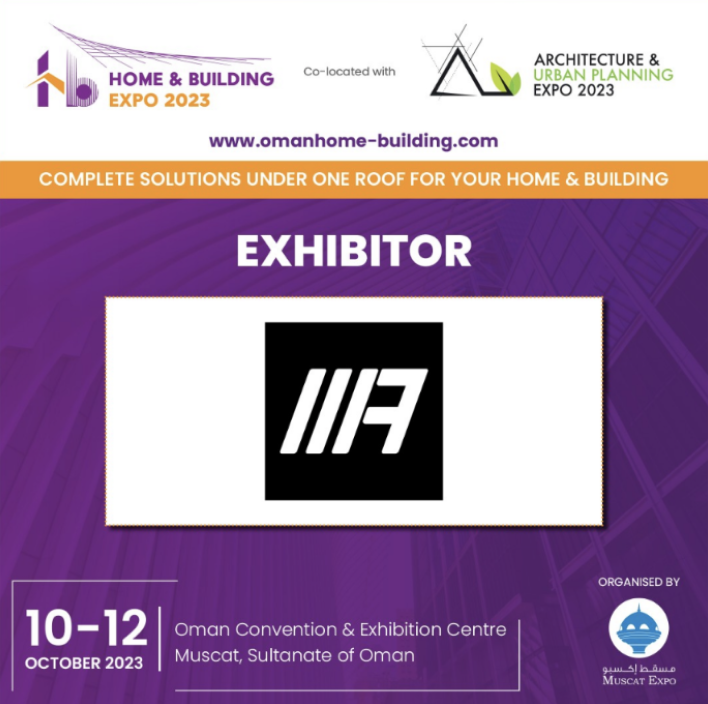 HOME & BUILDING
EXPO 2023
Co-located with
ARCHITECTURE &
URBAN PLANNING
EXPO 2023
www.omanhome-building.com
COMPLETE SOLUTIONS UNDER ONE ROOF FOR YOUR HOME & BUILDING
EXHIBITOR
10-12
OCTOBER 2023
Oman Convention & Exhibition Centre
Muscat, Sultanate of Oman
ORGANISED BY
مسقط إكسبو
MUSCAT EXPO